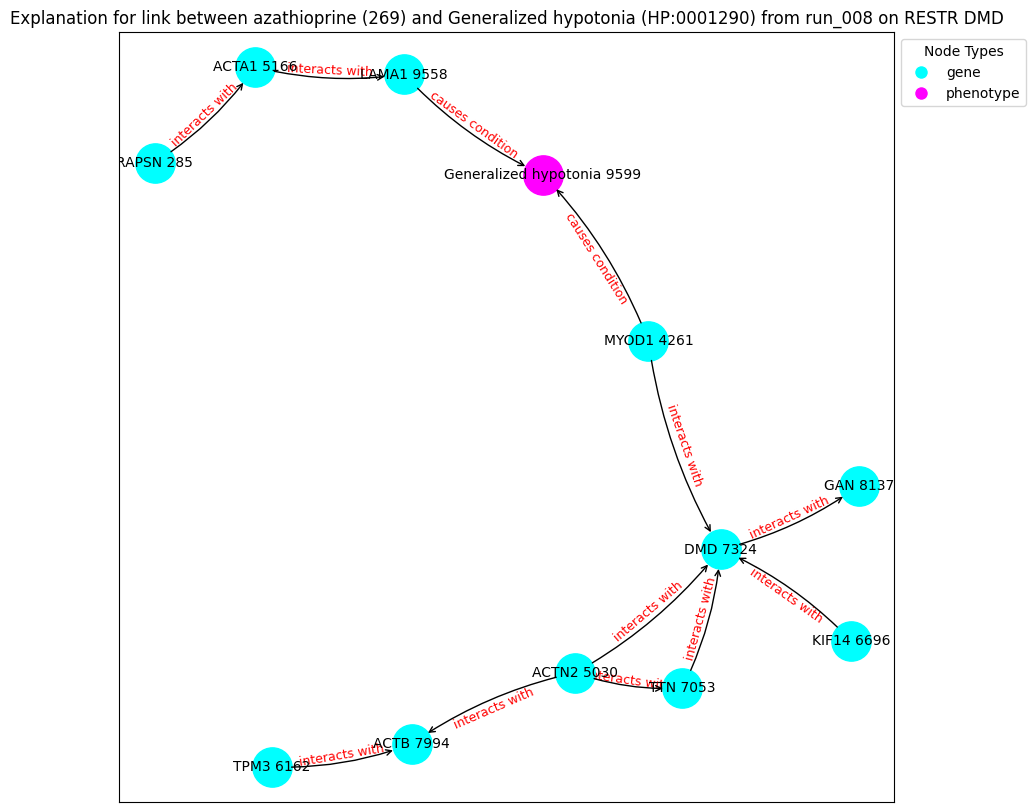 Explanation for link between azathioprine (269) and Generalized hypotonia (HP:0001290) from run_008 on RESTR DMD
Node Types
gene
phenotype
ACTA1 5166
interacts with
LAMA1 9558
interacts with
causes condition
RAPSN 285
Generalized hypotonia 9599
causes condition
MYOD1 4261
interacts with
GAN 8137
interacts with
DMD 7324
interacts with
interacts with
interacts with
KIF14 6696
ACTN2 5030
interacts with
TTN 7053
interacts with
ACTB 7994
interacts with
TPM3 6162